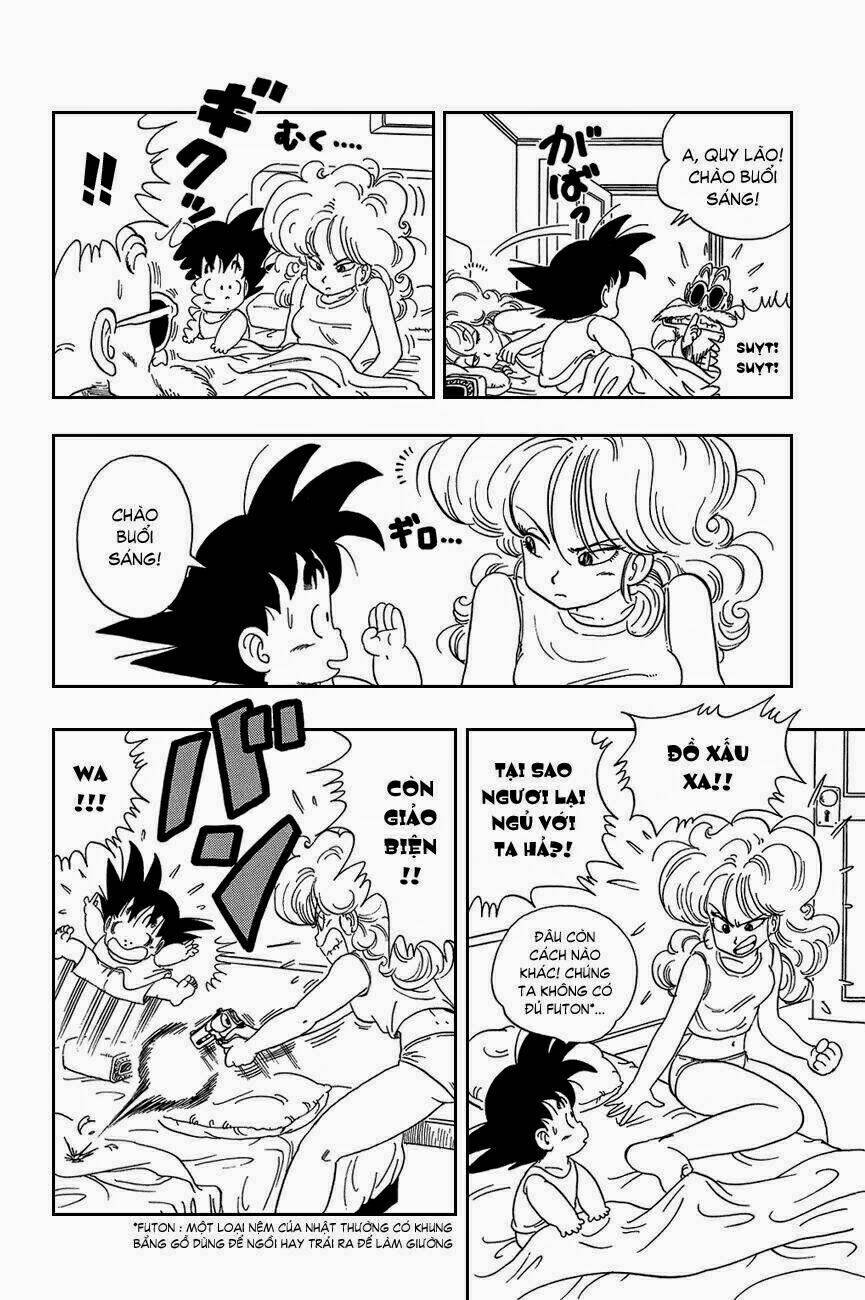 がばっ
A, QUY LÃO!
CHÀO BUỔI
SÁNG!
SUỴT!
SUỴT!
むく....
ギクッ
!!
ギロ...
CHÀO
BUỔI
SÁNG!
ĐỒ XẤU
XA!!
TẠI SAO
NGƯƠI LẠI
NGỦ VỚI
TA HẢ?!
ĐÂU CÒN
CÁCH NÀO
KHÁC! CHÚNG
TA KHÔNG CÓ
ĐỦ FUTON*...
CÒN
GIẢO
BIỆN
!!
バン
WA
!!!
*FUTON : MỘT LOẠI NỆM CỦA NHẬT THƯỜNG CÓ KHUNG
BẰNG GỖ DÙNG ĐỂ NGỒI HAY TRẢI RA ĐỂ LÀM GIƯỜNG